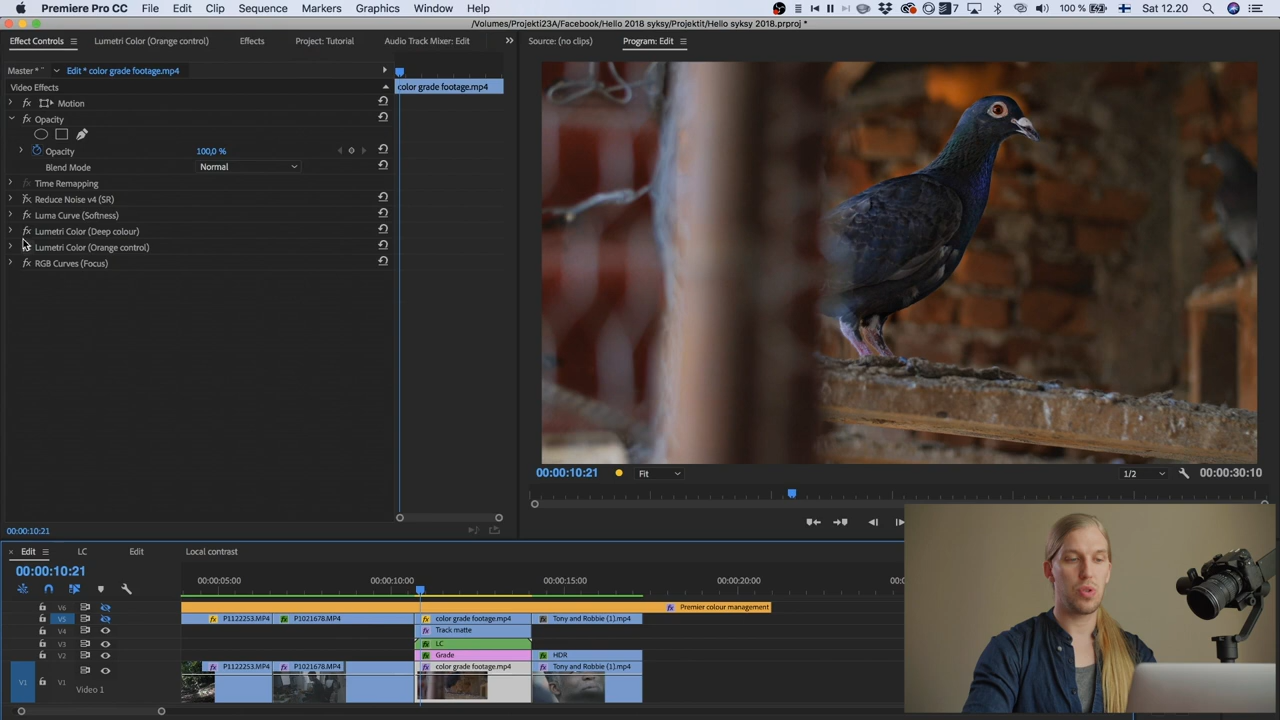 Premiere Pro CC File Edit Clip Sequence Markers Graphics Window Help 7 100 % Sat 12.20
/Volumes/Projekti23A/Facebook/Hello 2018 syksy/Projektit/Hello syksy 2018.prproj *
Effect Controls Lumetri Color (Orange control) Effects Project: Tutorial Audio Track Mixer: Edit Source: (no clips) Program: Edit
Edit * color grade footage.mp4
Video Effects color grade footage.mp4
fx Motion
fx Opacity
Opacity 100,0 %
Blend Mode Normal
Time Remapping
fx Reduce Noise v4 (SR)
fx Luma Curve (Softness)
fx Lumetri Color (Deep colour)
Lumetri Color (Orange control)
fx RGB Curves (Focus)
00:00:10:21 Fit 1/2 00:00:30:10
00:00:10:21
Edit LC Edit Local contrast
00:00:10:21 00:00:05:00 00:00:10:00 00:00:15:00 00:00:20:00
V6 Premier colour management
V5 P1122253.MP4 P1021678.MP4 color grade footage.mp4 Tony and Robbie (1).mp4
V4 Track matte
V3 LC
V2 Grade HDR
P1122253.MP4 P1021678.MP4 color grade footage.mp4 Tony and Robbie (1).mp4
V1 V1 Video 1